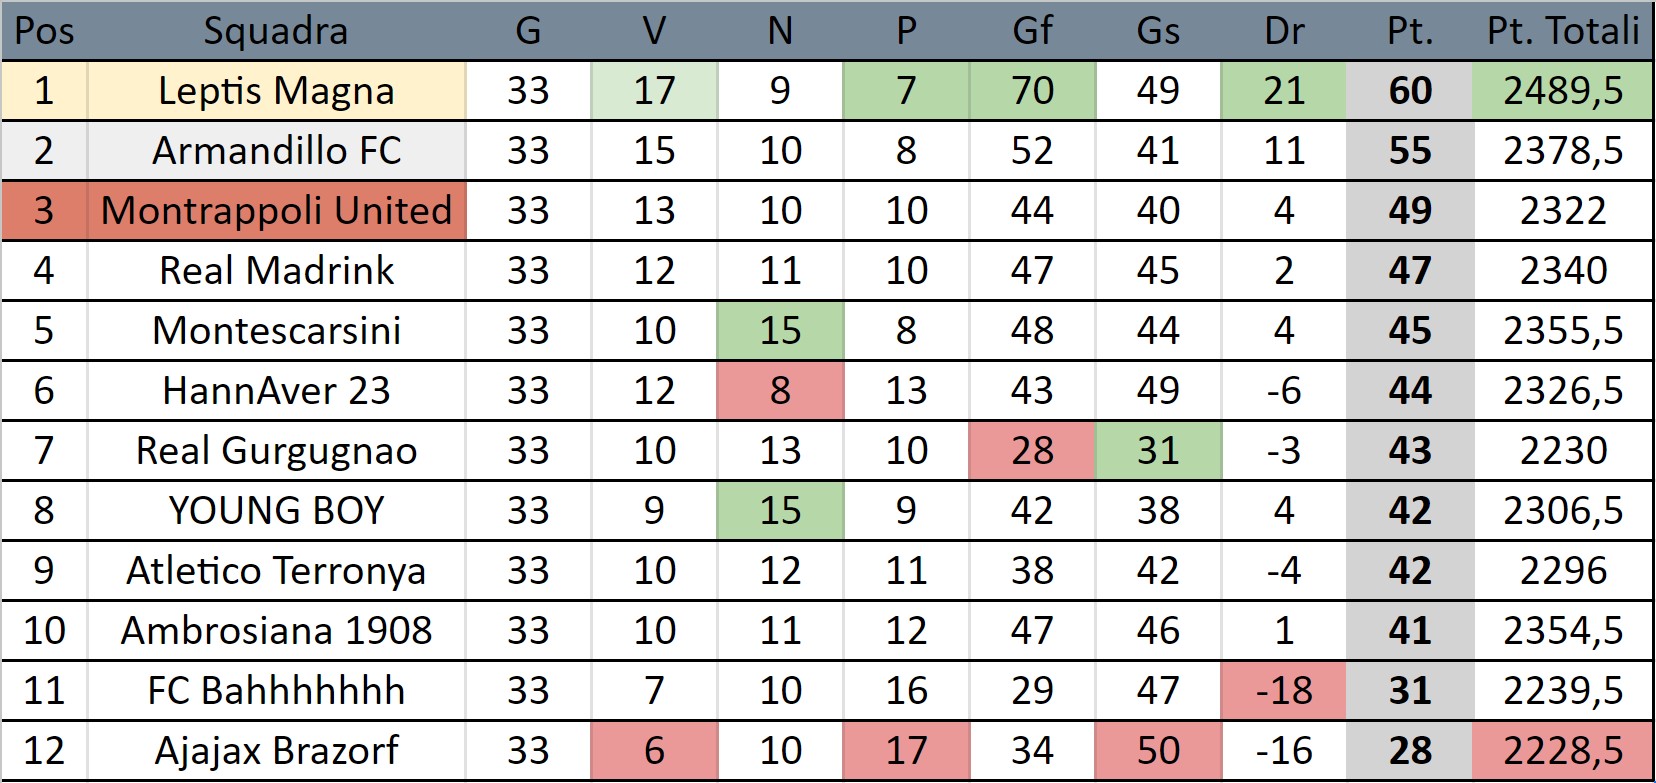 Pos Squadra G V N P Gf Gs Dr Pt. Pt. Totali
1 Leptis Magna 33 17 9 7 70 49 21 60 2489,5
2 Armandillo FC 33 15 10 8 52 41 11 55 2378,5
3 Montrappoli United 33 13 10 10 44 40 4 49 2322
4 Real Madrink 33 12 11 10 47 45 2 47 2340
5 Montescarsini 33 10 15 8 48 44 4 45 2355,5
6 HannAver 23 33 12 8 13 43 49 -6 44 2326,5
7 Real Gurgugnao 33 10 13 10 28 31 -3 43 2230
8 YOUNG BOY 33 9 15 9 42 38 4 42 2306,5
9 Atletico Terronya 33 10 12 11 38 42 -4 42 2296
10 Ambrosiana 1908 33 10 11 12 47 46 1 41 2354,5
11 FC Bahhhhhhh 33 7 10 16 29 47 -18 31 2239,5
12 Ajajax Brazorf 33 6 10 17 34 50 -16 28 2228,5